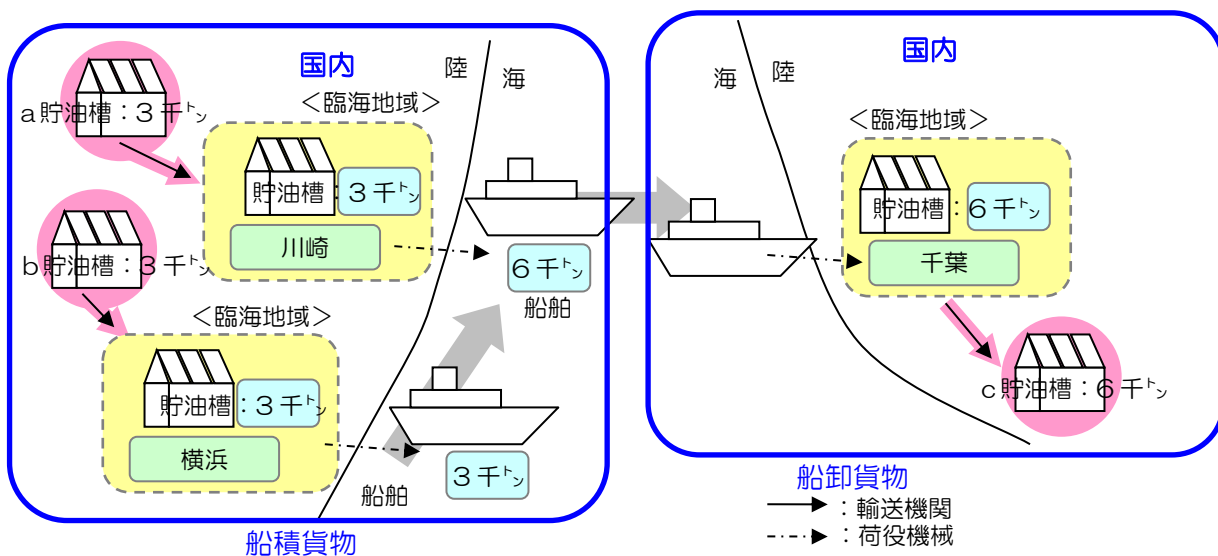 国内
陸
海
a貯油槽：3千㌧
＜臨海地域＞
貯油槽：3千㌧
川崎
6千㌧
船舶
b貯油槽：3千㌧
＜臨海地域＞
貯油槽：3千㌧
横浜
3千㌧
船舶
船積貨物
国内
海
陸
＜臨海地域＞
貯油槽：6千㌧
千葉
c貯油槽：6千㌧
船卸貨物
：輸送機関
：荷役機械